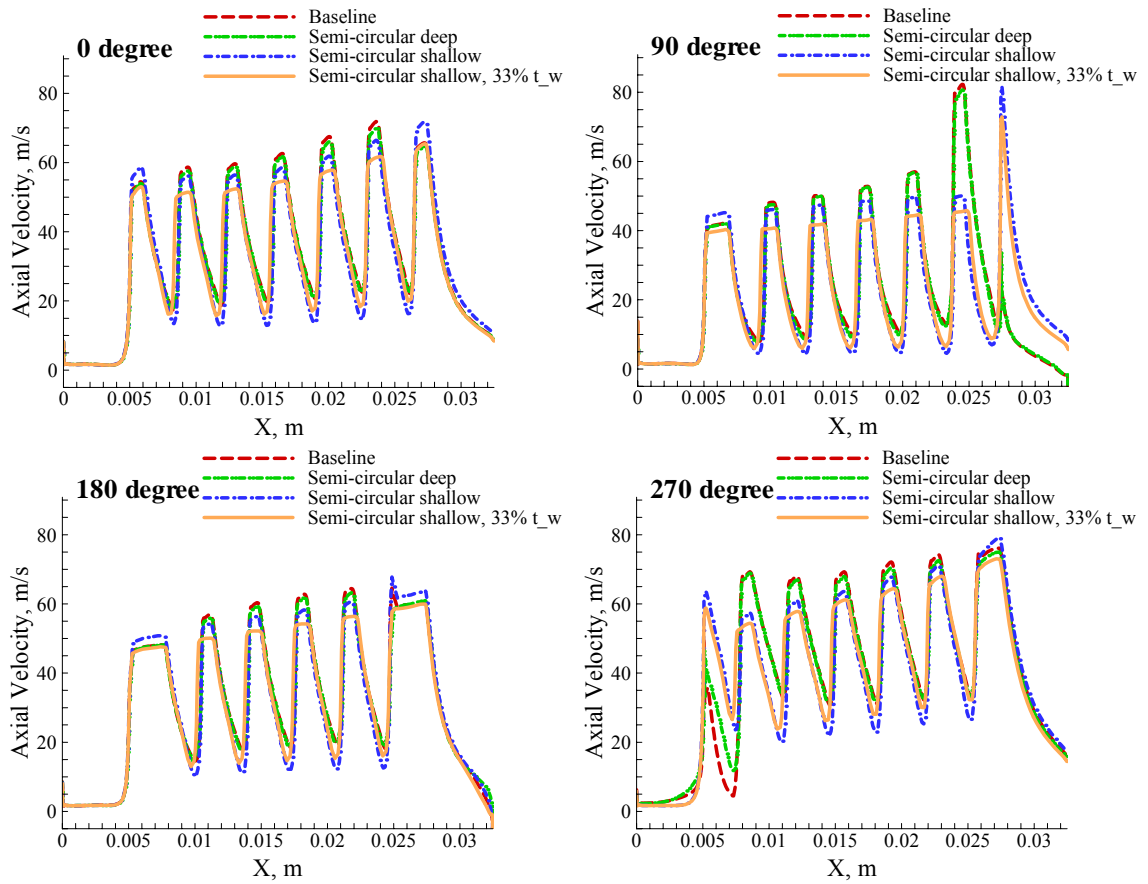 0 degree
Baseline
Semi-circular deep
Semi-circular shallow
Semi-circular shallow, 33% t_w
Axial Velocity, m/s
80
60
40
20
0
0 0.005 0.01 0.015 0.02 0.025 0.03
X, m
90 degree
Baseline
Semi-circular deep
Semi-circular shallow
Semi-circular shallow, 33% t_w
Axial Velocity, m/s
80
60
40
20
0
0 0.005 0.01 0.015 0.02 0.025 0.03
X, m
180 degree
Baseline
Semi-circular deep
Semi-circular shallow
Semi-circular shallow, 33% t_w
Axial Velocity, m/s
80
60
40
20
0
0 0.005 0.01 0.015 0.02 0.025 0.03
X, m
270 degree
Baseline
Semi-circular deep
Semi-circular shallow
Semi-circular shallow, 33% t_w
Axial Velocity, m/s
80
60
40
20
0
0 0.005 0.01 0.015 0.02 0.025 0.03
X, m